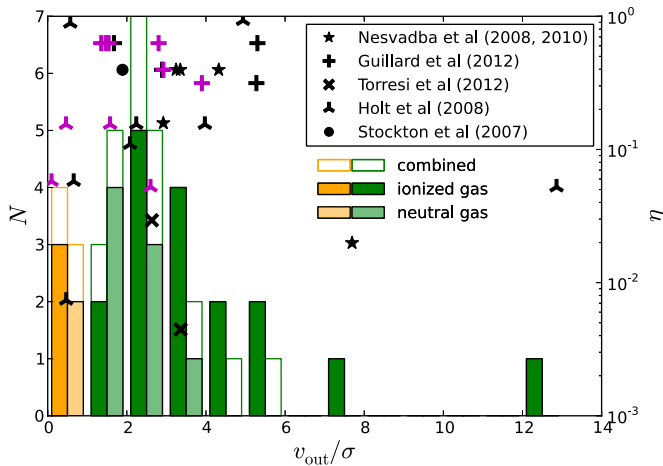 Nesvadba et al (2008, 2010)
Guillard et al (2012)
Torresi et al (2012)
Holt et al (2008)
Stockton et al (2007)
combined
ionized gas
neutral gas
N
7
6
5
4
3
2
1
0
0 2 4 6 8 10 12 14
v_out/σ
10^0
10^-1
10^-2
10^-3
η